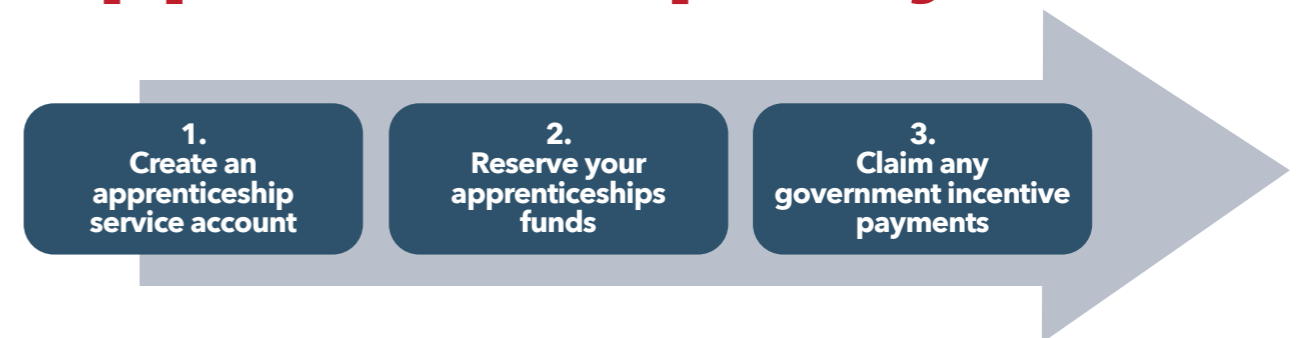 1.
Create an
apprenticeship
service account
2.
Reserve your
apprenticeships
funds
3.
Claim any
government incentive
payments